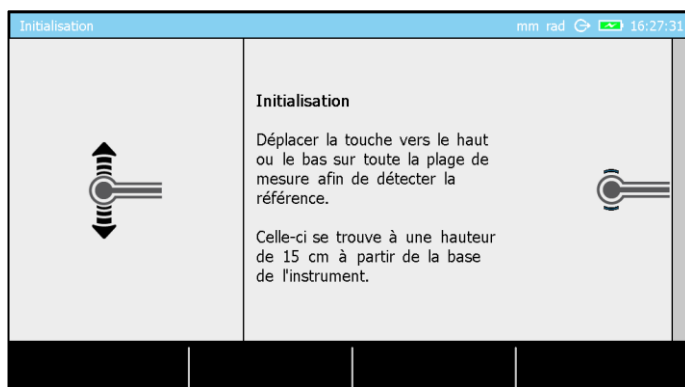 Initialisation
mm rad 16:27:31
Initialisation
Déplacer la touche vers le haut
ou le bas sur toute la plage de
mesure afin de détecter la
référence.
Celle-ci se trouve à une hauteur
de 15 cm à partir de la base
de l'instrument.